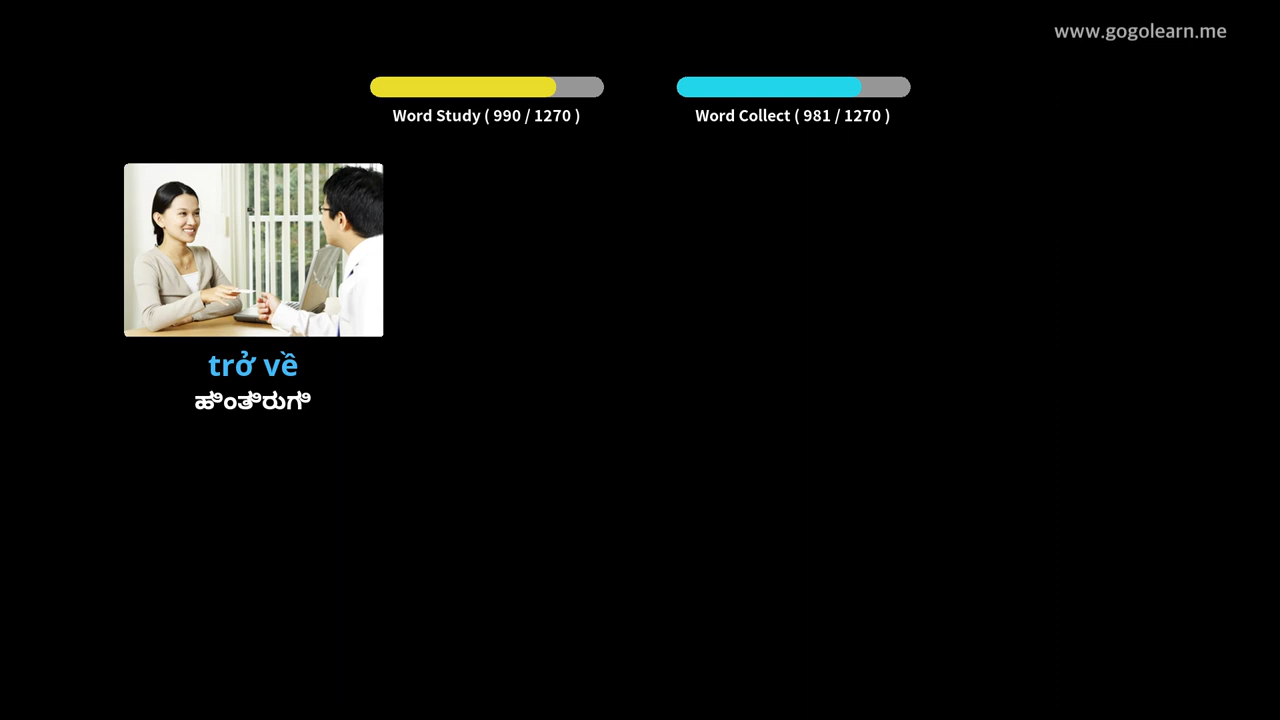 www.gogolearn.me
Word Study ( 990 / 1270 )
Word Collect ( 981 / 1270 )
trở về
ಹಿಂತಿರುಗಿ